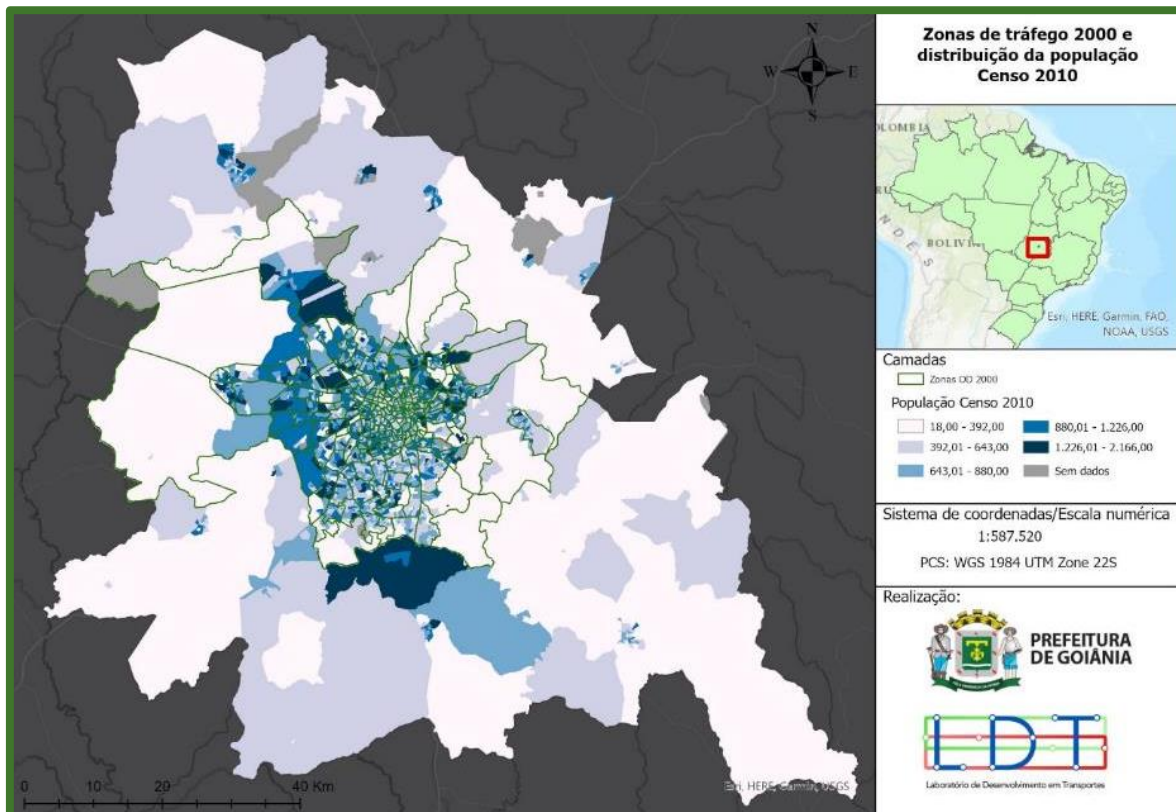 Zonas de tráfego 2000 e
distribuição da população
Censo 2010
N
W E
S
OLOMBIA
RU
NDES
BOLIVI
Esri, HERE, Garmin, FAO,
NOAA, USGS
Camadas
Zonas OD 2000
População Censo 2010
18,00 - 392,00
392,01 - 643,00
643,01 - 880,00
880,01 - 1.226,00
1.226,01 - 2.166,00
Sem dados
Sistema de coordenadas/Escala numérica
1:587.520
PCS: WGS 1984 UTM Zone 22S
Realização:
PREFEITURA
DE GOIÂNIA
LDT
Laboratório de Desenvolvimento em Transportes
0 10 20 40 Km
Esri, HERE, Garmin, USGS